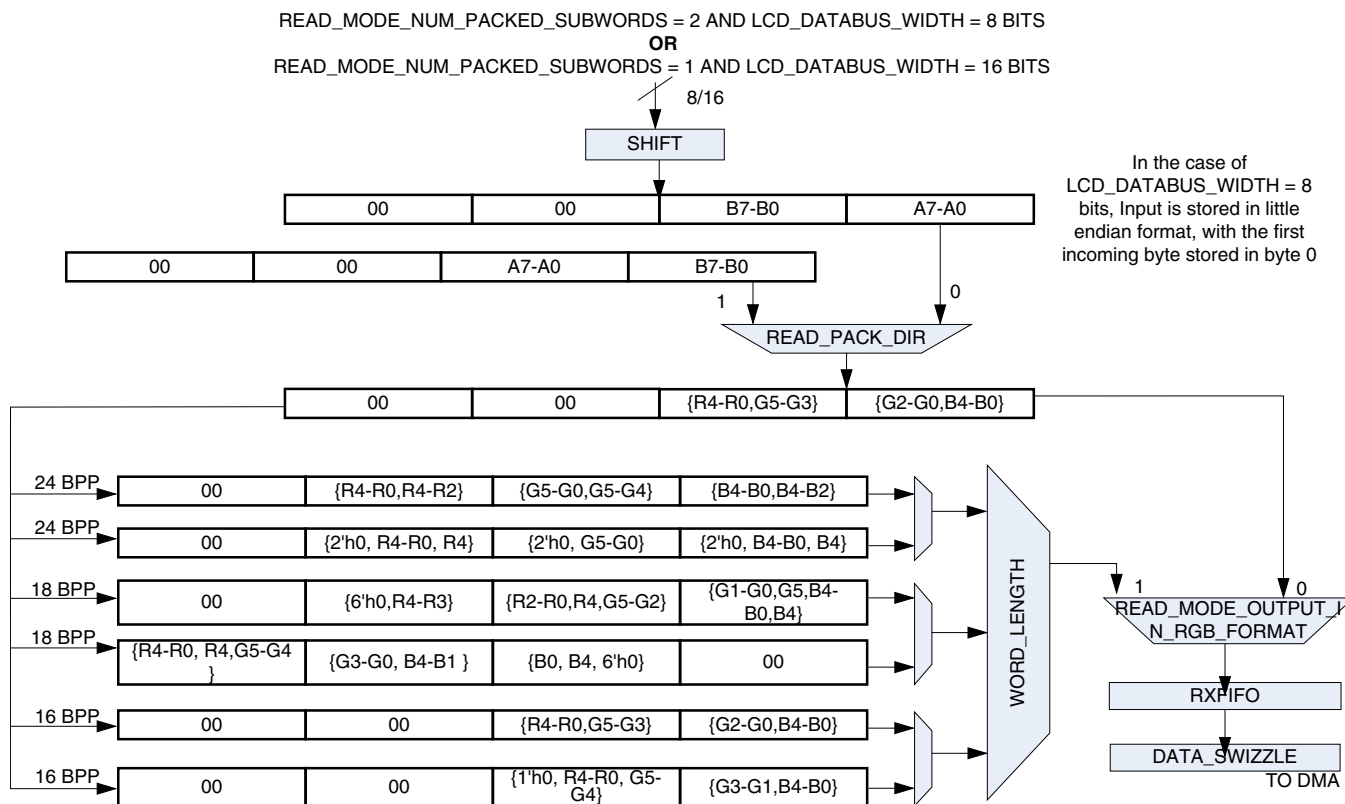 READ_MODE_NUM_PACKED_SUBWORDS = 2 AND LCD_DATABUS_WIDTH = 8 BITS
OR
READ_MODE_NUM_PACKED_SUBWORDS = 1 AND LCD_DATABUS_WIDTH = 16 BITS
8/16
SHIFT
In the case of
LCD_DATABUS_WIDTH = 8
bits, Input is stored in little
endian format, with the first
incoming byte stored in byte 0
00 00 B7-B0 A7-A0
00 00 A7-A0 B7-B0
1 0
READ_PACK_DIR
00 00 {R4-R0,G5-G3} {G2-G0,B4-B0}
24 BPP 00 {R4-R0,R4-R2} {G5-G0,G5-G4} {B4-B0,B4-B2}
24 BPP 00 {2'h0, R4-R0, R4} {2'h0, G5-G0} {2'h0, B4-B0, B4}
18 BPP 00 {6'h0,R4-R3} {R2-R0,R4,G5-G2} {G1-G0,G5,B4-
B0,B4}
18 BPP {R4-R0, R4,G5-G4
} {G3-G0, B4-B1 } {B0, B4, 6'h0} 00
16 BPP 00 00 {R4-R0,G5-G3} {G2-G0,B4-B0}
16 BPP 00 00 {1'h0, R4-R0, G5-
G4} {G3-G1,B4-B0}
WORD_LENGTH
1 0
READ_MODE_OUTPUT_I
N_RGB_FORMAT
RXFIFO
DATA_SWIZZLE
TO DMA